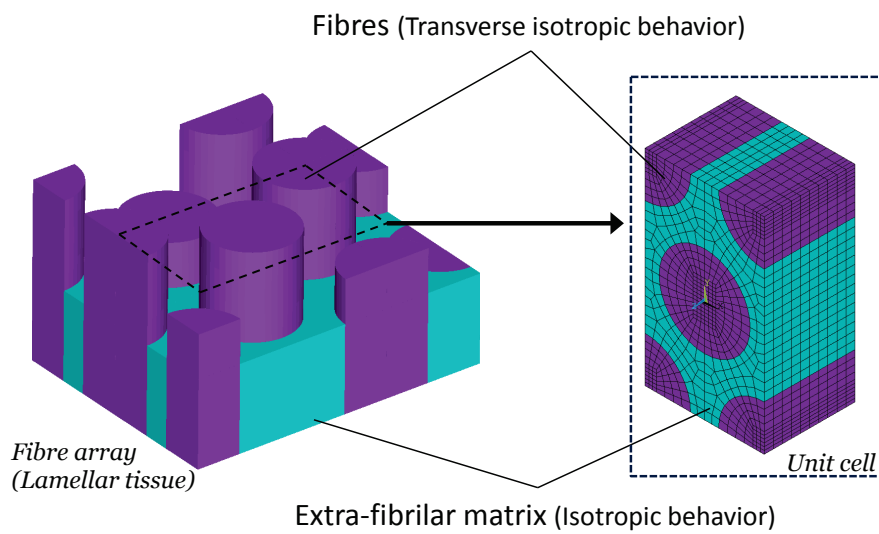 Fibres (Transverse isotropic behavior)
Y
Fibre array
(Lamellar tissue)
Unit cell
Extra-fibrilar matrix (Isotropic behavior)